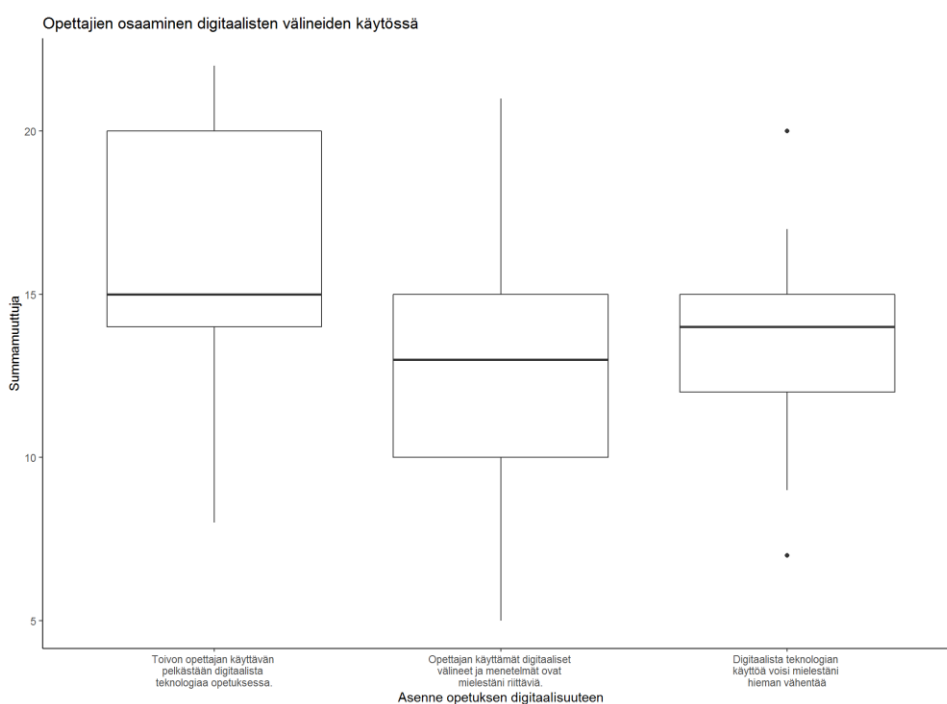 Opettajien osaaminen digitaalisten välineiden käytössä
Summamuuttuja
20
15
10
5
Toivon opettajan käyttävän
pelkästään digitaalista
teknologiaa opetuksessa.
Opettajan käyttämät digitaaliset
välineet ja menetelmät ovat
mielestäni riittäviä.
Digitaalista teknologian
käyttöä voisi mielestäni
hieman vähentää
Asenne opetuksen digitaalisuuteen